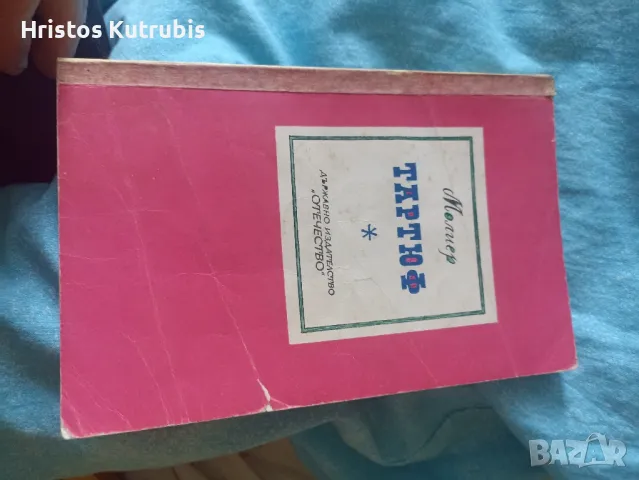 Hristos Kutrubis
Молиер
ТАРТЮФ
*
ДЪРЖАВНО ИЗДАТЕЛСТВО
"ОТЕЧЕСТВО"
BAZAR